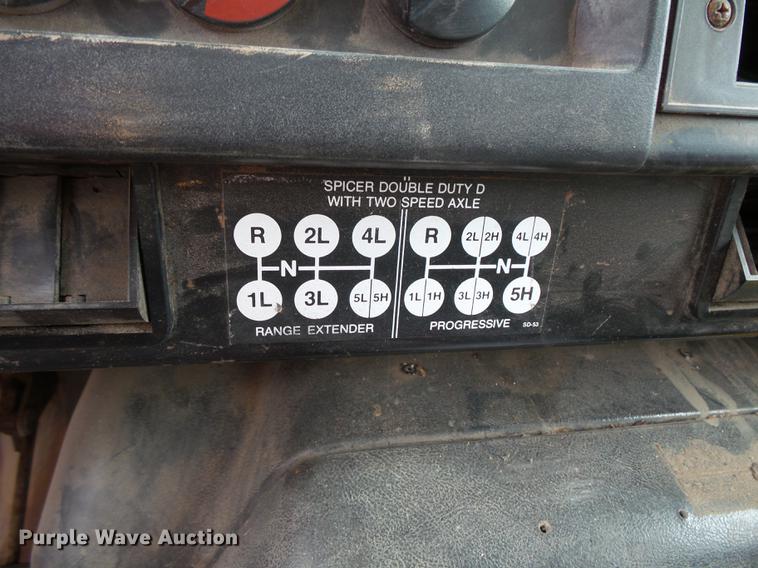 SPICER DOUBLE DUTY D
WITH TWO SPEED AXLE
R 2L 4L
N
1L 3L 5L 5H
RANGE EXTENDER
R 2L 2H 4L 4H
N
1L 1H 3L 3H 5H
PROGRESSIVE SD-53
Purple Wave Auction